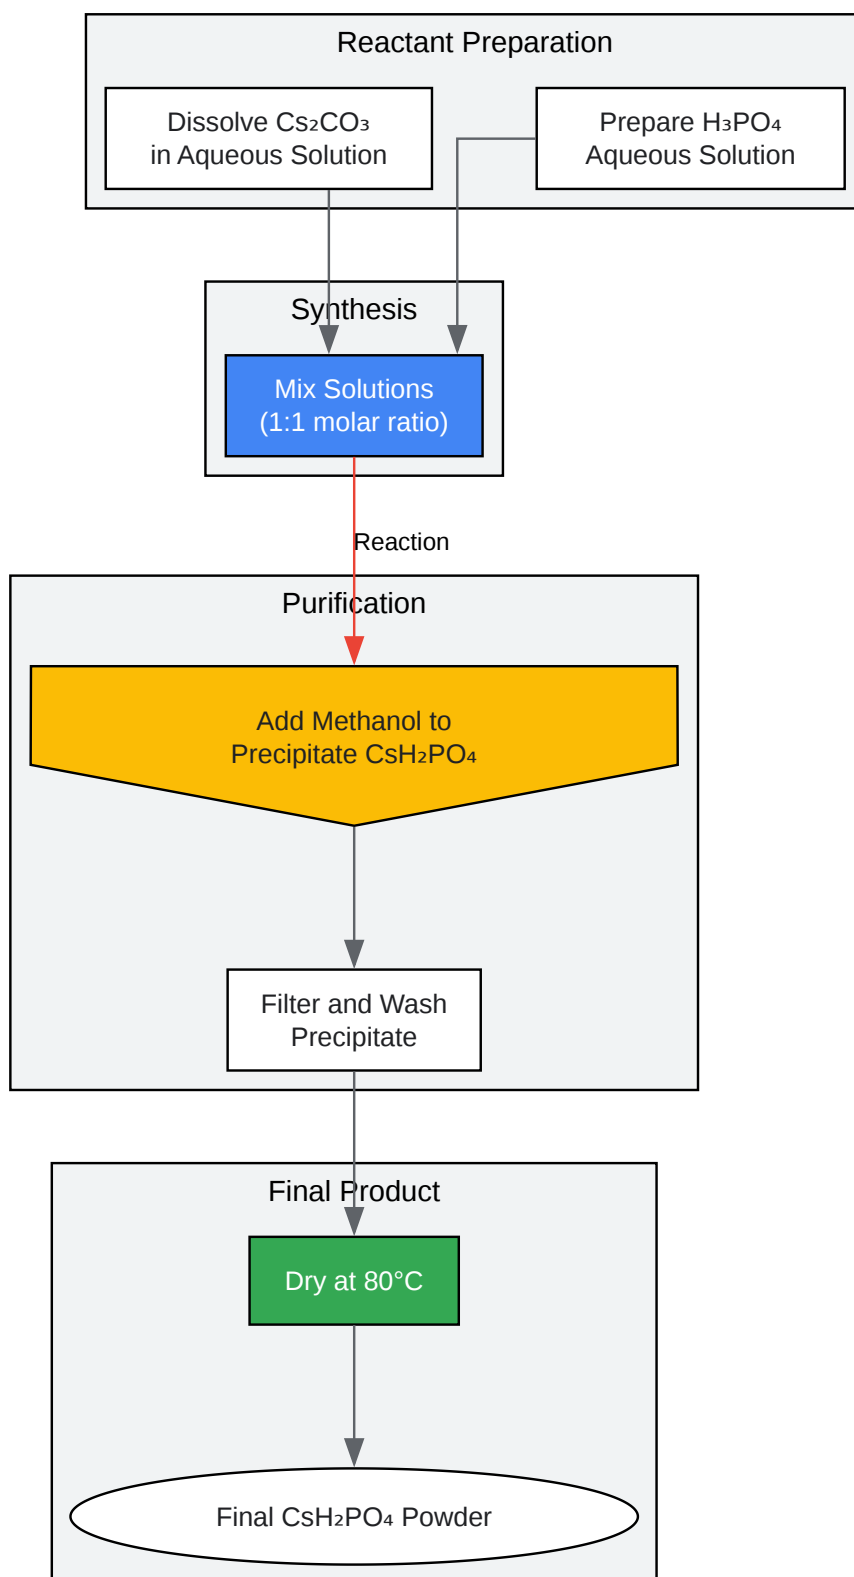 Reactant Preparation
Dissolve Cs₂CO₃
in Aqueous Solution
Prepare H₃PO₄
Aqueous Solution
Synthesis
Mix Solutions
(1:1 molar ratio)
Reaction
Purification
Add Methanol to
Precipitate CsH₂PO₄
Filter and Wash
Precipitate
Final Product
Dry at 80°C
Final CsH₂PO₄ Powder